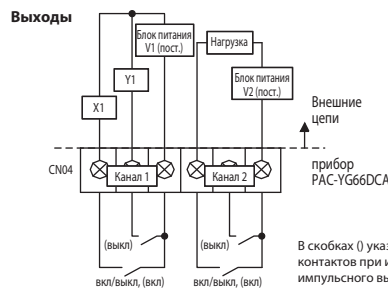 Выходы
Блок питания
V1 (пост.)
Нагрузка
Y1
Блок питания
V2 (пост.)
X1
Внешние
цепи
CN04
Канал 1
Канал 2
прибор
PAC-YG66DCA
(выкл)
(выкл)
В скобках () указ
контактов при и
импульсного вы
вкл/выкл, (вкл)
вкл/выкл, (вкл)